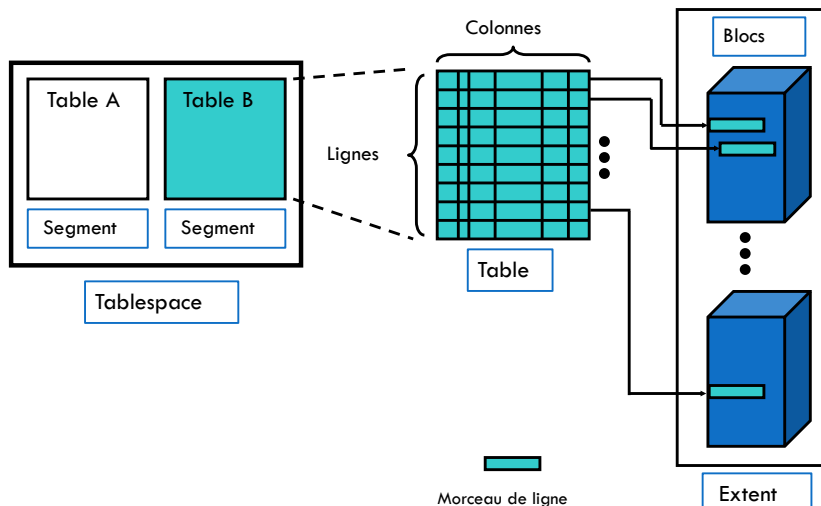 Table A
Table B
Segment
Segment
Tablespace
Colonnes
Lignes
Table
Blocs
Extent
Morceau de ligne